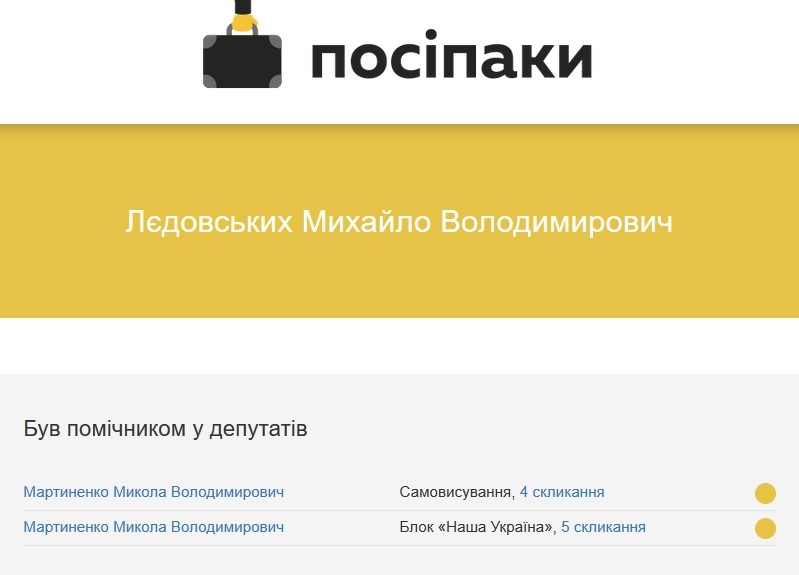 посіпаки
Лєдовських Михайло Володимирович
Був помічником у депутатів
Мартиненко Микола Володимирович Самовисування, 4 скликання
Мартиненко Микола Володимирович Блок «Наша Україна», 5 скликання